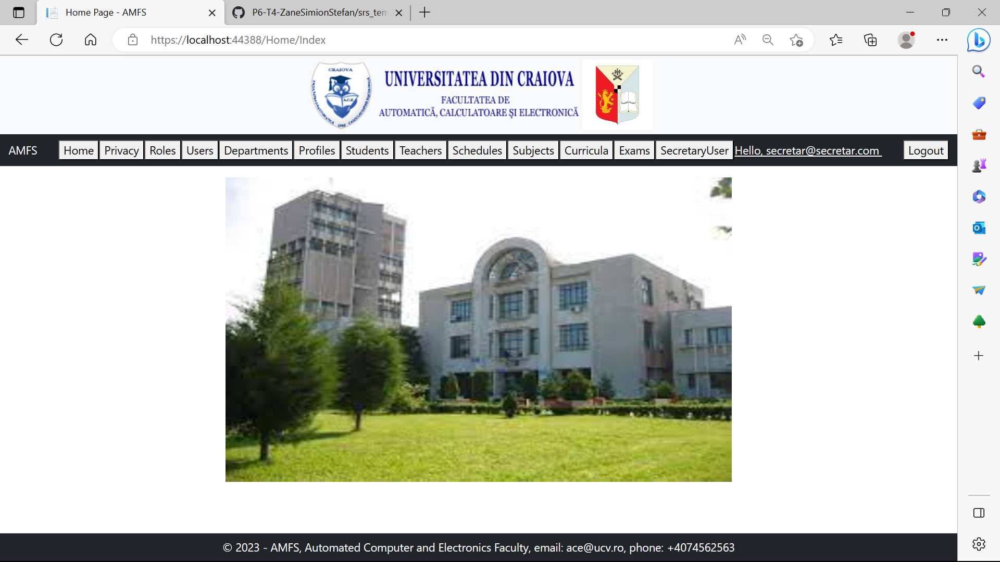 Home Page - AMFS
P6-T4-ZaneSimionStefan/srs_tem
https://localhost:44388/Home/Index
CRAIOVA
A.C.E
1965
UNIVERSITATEA DIN CRAIOVA
FACULTATEA DE
AUTOMATICĂ, CALCULATOARE ŞI ELECTRONICĂ
AMFS Home Privacy Roles Users Departments Profiles Students Teachers Schedules Subjects Curricula Exams SecretaryUser Hello, secretar@secretar.com Logout
© 2023 - AMFS, Automated Computer and Electronics Faculty, email: ace@ucv.ro, phone: +4074562563